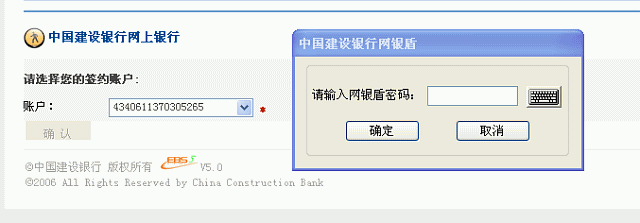 中国建设银行网上银行
请选择您的签约账户:
账户: 4340611370305265 *
确 认
©中国建设银行 版权所有 EBS V5.0
©2006 All Rights Reserved by China Construction Bank
中国建设银行网银盾
请输入网银盾密码:
确定 取消